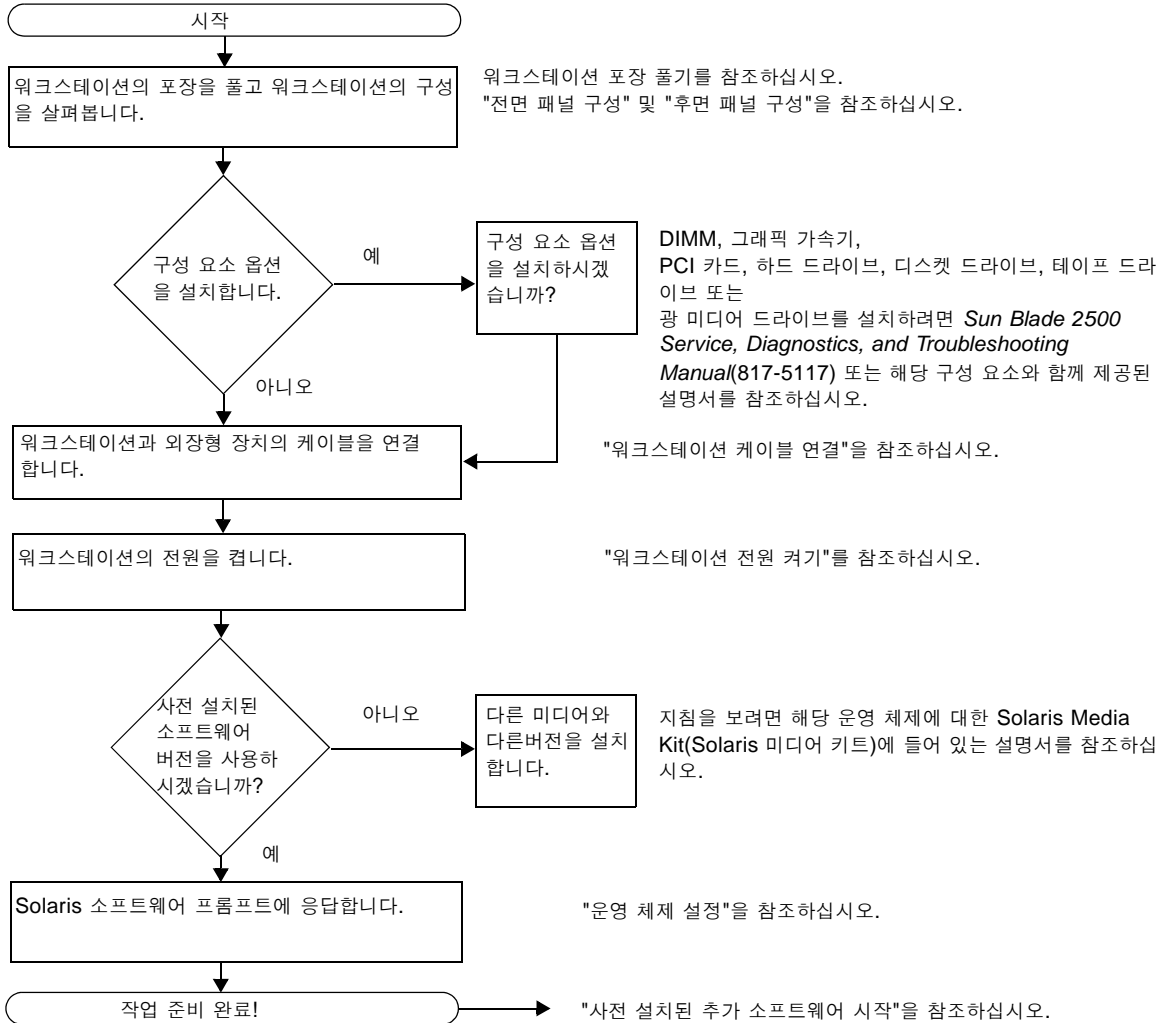 시작
워크스테이션의 포장을 풀고 워크스테이션의 구성
을 살펴봅니다.
워크스테이션 포장 풀기를 참조하십시오.
"전면 패널 구성" 및 "후면 패널 구성"을 참조하십시오.
구성 요소 옵션
을 설치합니다.
예
구성 요소 옵션
을 설치하시겠
습니까?
DIMM, 그래픽 가속기,
PCI 카드, 하드 드라이브, 디스켓 드라이브, 테이프 드라
이브 또는
광 미디어 드라이브를 설치하려면 Sun Blade 2500
Service, Diagnostics, and Troubleshooting
Manual(817-5117) 또는 해당 구성 요소와 함께 제공된
설명서를 참조하십시오.
아니오
워크스테이션과 외장형 장치의 케이블을 연결
합니다.
"워크스테이션 케이블 연결"을 참조하십시오.
워크스테이션의 전원을 켭니다.
"워크스테이션 전원 켜기"를 참조하십시오.
사전 설치된
소프트웨어
버전을 사용하
시겠습니까?
아니오
다른 미디어와
다른버전을 설치
합니다.
지침을 보려면 해당 운영 체제에 대한 Solaris Media
Kit(Solaris 미디어 키트)에 들어 있는 설명서를 참조하십
시오.
예
Solaris 소프트웨어 프롬프트에 응답합니다.
"운영 체제 설정"을 참조하십시오.
작업 준비 완료!
"사전 설치된 추가 소프트웨어 시작"을 참조하십시오.